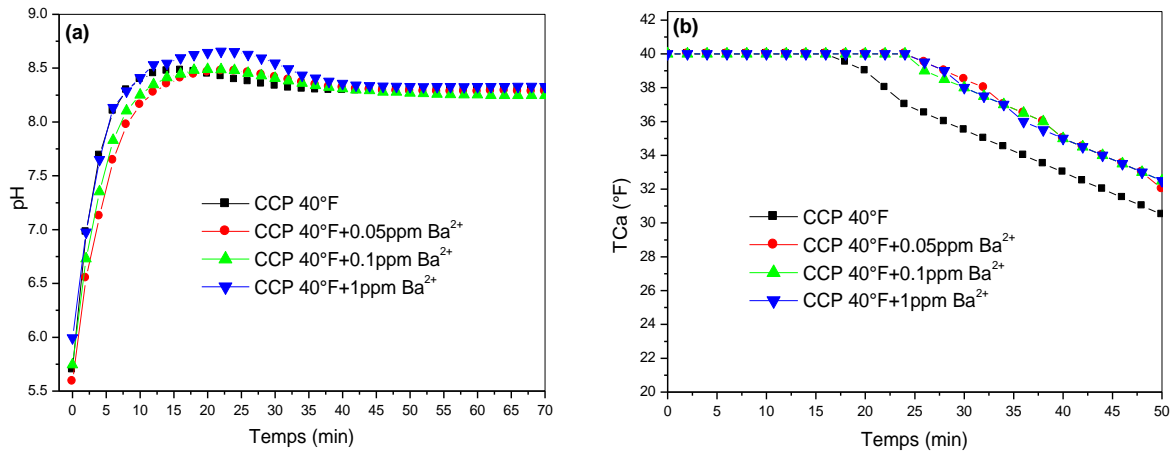 (a)
9.0
8.5
8.0
7.5
7.0
6.5
6.0
5.5
pH
0 5 10 15 20 25 30 35 40 45 50 55 60 65 70
Temps (min)
CCP 40°F
CCP 40°F+0.05ppm Ba²⁺
CCP 40°F+0.1ppm Ba²⁺
CCP 40°F+1ppm Ba²⁺
(b)
42
40
38
36
34
32
30
28
26
24
22
20
TCa (°F)
0 5 10 15 20 25 30 35 40 45 50
Temps (min)
CCP 40°F
CCP 40°F+0.05ppm Ba²⁺
CCP 40°F+0.1ppm Ba²⁺
CCP 40°F+1ppm Ba²⁺